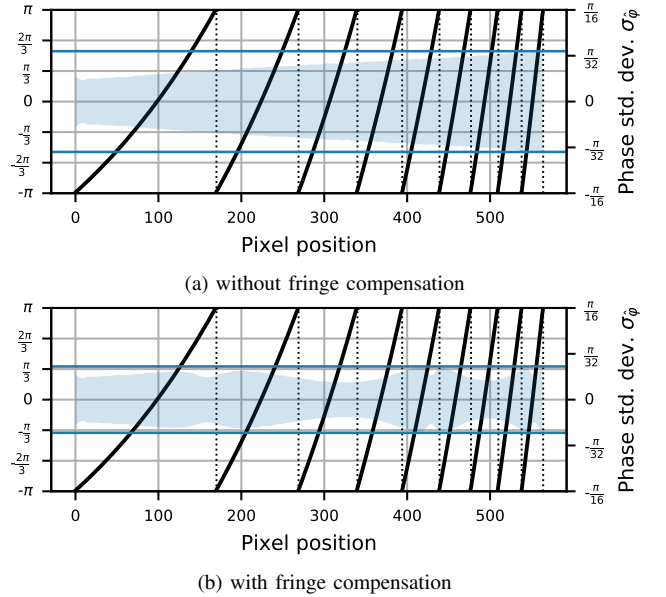 π
2π/3
π/3
0
-π/3
-2π/3
-π
π/16
π/32
0
-π/32
-π/16
Phase std. dev. σ_φ̂
0 100 200 300 400 500
Pixel position
(a) without fringe compensation
π
2π/3
π/3
0
-π/3
-2π/3
-π
π/16
π/32
0
-π/32
-π/16
Phase std. dev. σ_φ̂
0 100 200 300 400 500
Pixel position
(b) with fringe compensation